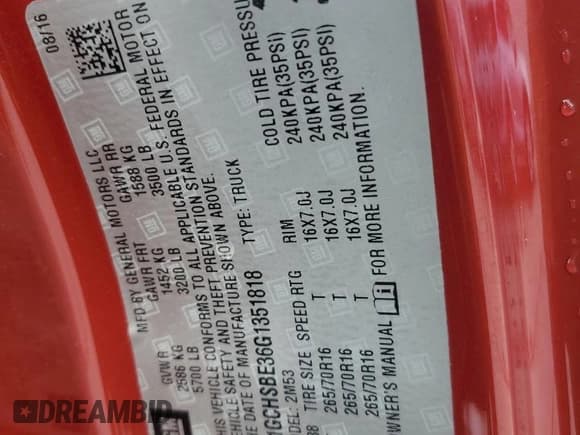 08/16
MFD BY GENERAL MOTORS LLC
GVWR GAWR FRT GAWR RR
2586 KG 1452 KG 1588 KG
5700 LB 3200 LB 3500 LB
THIS VEHICLE CONFORMS TO ALL APPLICABLE U.S. FEDERAL MOTOR
VEHICLE SAFETY AND THEFT PREVENTION STANDARDS IN EFFECT ON
DATE OF MANUFACTURE SHOWN ABOVE.
1GCHSBE36G1351818 TYPE: TRUCK
MODEL: 2M53
TIRE SIZE SPEED RTG RIM COLD TIRE PRESSU
265/70R16 T 16X7.0J 240KPA(35PSI)
265/70R16 T 16X7.0J 240KPA(35PSI)
265/70R16 T 16X7.0J 240KPA(35PSI)
OWNER'S MANUAL FOR MORE INFORMATION.
DREAMBID